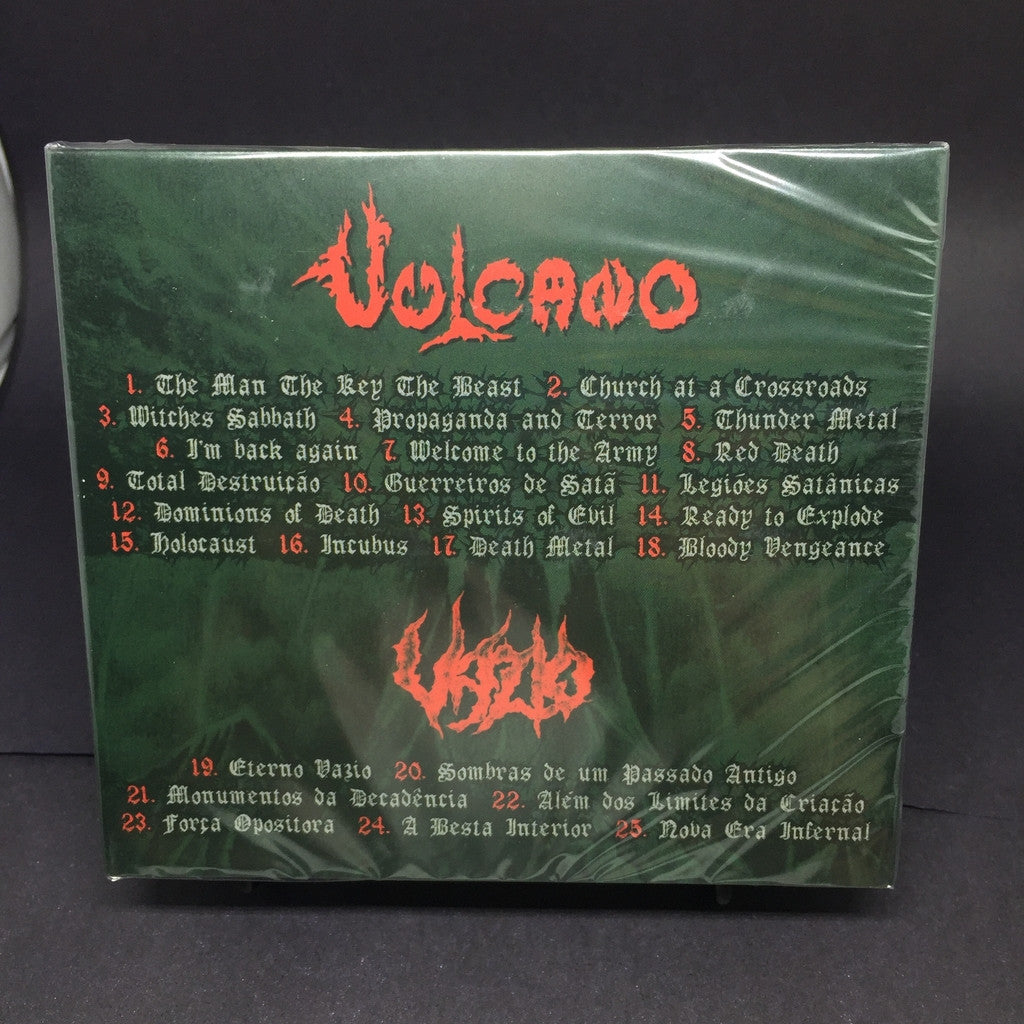 Vulcano
1. The Man The Key The Beast 2. Church at a Crossroads
3. Witches Sabbath 4. Propaganda and Terror 5. Thunder Metal
6. I'm back again 7. Welcome to the Army 8. Red Death
9. Total Destruição 10. Guerreiros de Satã 11. Legiões Satânicas
12. Dominions of Death 13. Spirits of Evil 14. Ready to Explode
15. Holocaust 16. Incubus 17. Death Metal 18. Bloody Vengeance
Vazio
19. Eterno Vazio 20. Sombras de um Passado Antigo
21. Monumentos da Decadência 22. Além dos Limites da Criação
23. Força Opositora 24. A Besta Interior 25. Nova Era Infernal